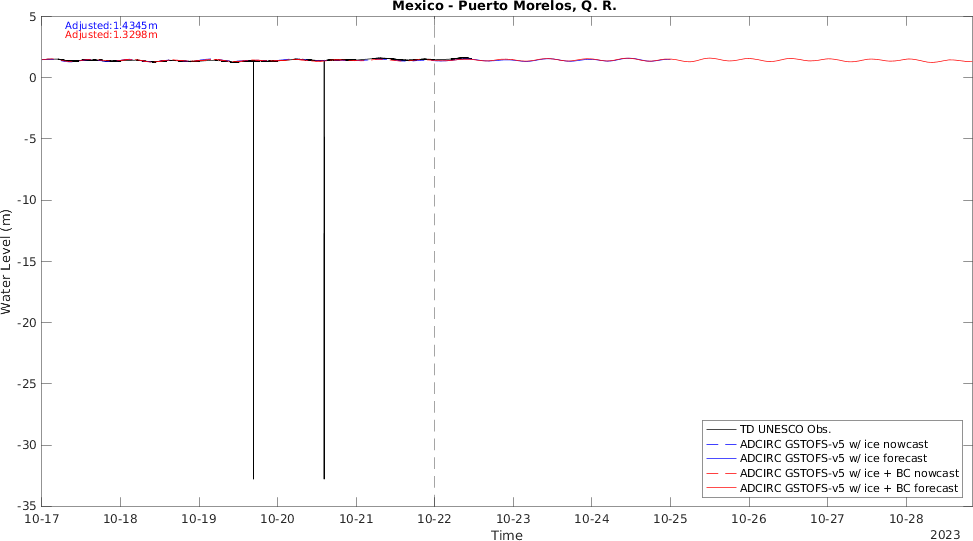 Mexico - Puerto Morelos, Q. R.
Adjusted:1.4345m
Adjusted:1.3298m
5
0
-5
-10
-15
-20
-25
-30
-35
Water Level (m)
TD UNESCO Obs.
ADCIRC GSTOFS-v5 w/ ice nowcast
ADCIRC GSTOFS-v5 w/ ice forecast
ADCIRC GSTOFS-v5 w/ ice + BC nowcast
ADCIRC GSTOFS-v5 w/ ice + BC forecast
10-17 10-18 10-19 10-20 10-21 10-22 10-23 10-24 10-25 10-26 10-27 10-28
Time
2023